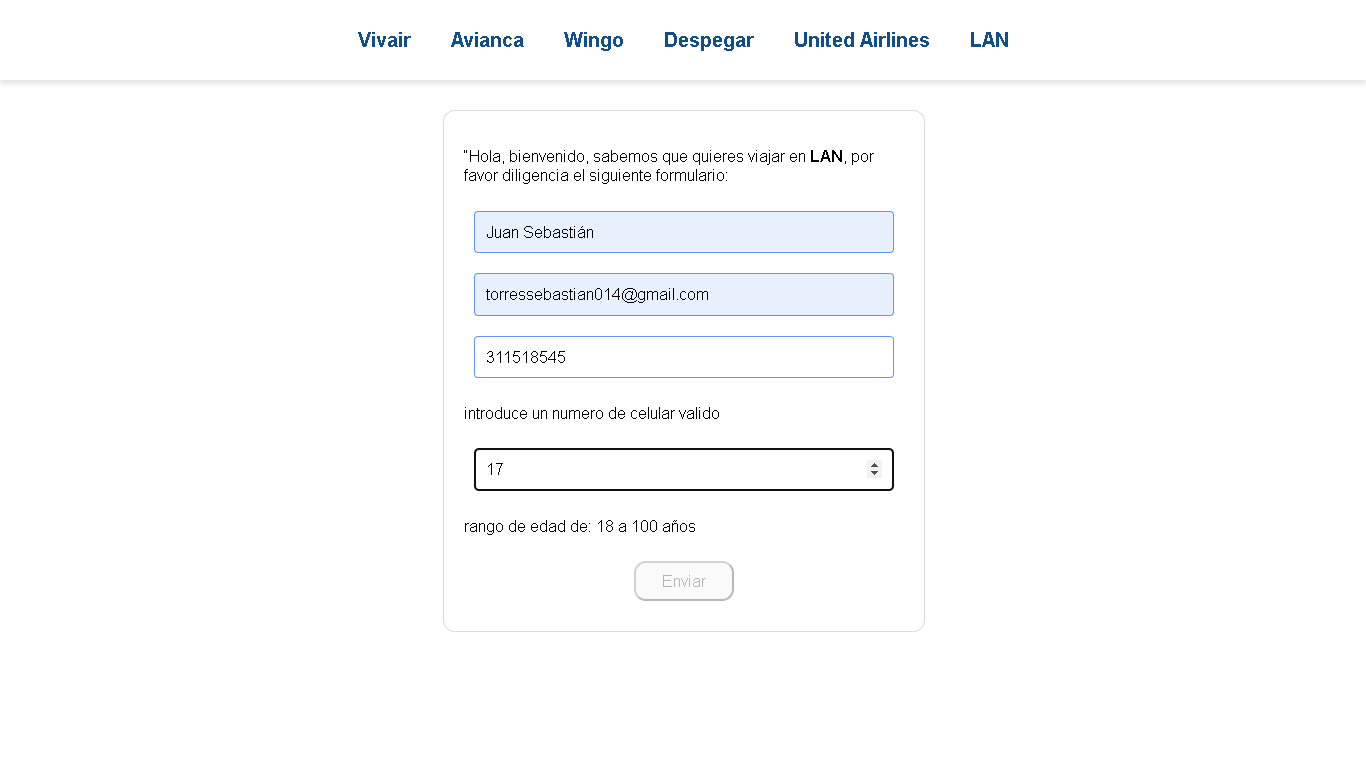 Vivair Avianca Wingo Despegar United Airlines LAN
"Hola, bienvenido, sabemos que quieres viajar en LAN, por
favor diligencia el siguiente formulario:
Juan Sebastián
torressebastian014@gmail.com
311518545
introduce un numero de celular valido
17
rango de edad de: 18 a 100 años
Enviar